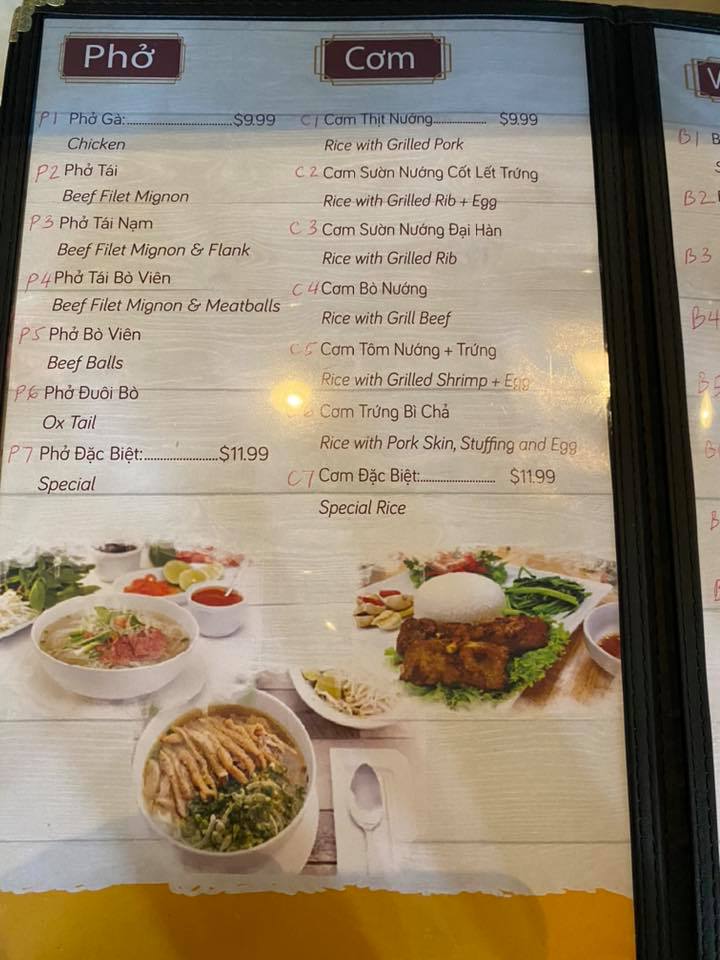 Phở
P1 Phở Gà:..............................$9.99
Chicken
P2 Phở Tái
Beef Filet Mignon
P3 Phở Tái Nạm
Beef Filet Mignon & Flank
P4 Phở Tái Bò Viên
Beef Filet Mignon & Meatballs
P5 Phở Bò Viên
Beef Balls
P6 Phở Đuôi Bò
Ox Tail
P7 Phở Đặc Biệt:......................$11.99
Special
Cơm
C1 Cơm Thịt Nướng................ $9.99
Rice with Grilled Pork
C2 Cơm Sườn Nướng Cốt Lết Trứng
Rice with Grilled Rib + Egg
C3 Cơm Sườn Nướng Đại Hàn
Rice with Grilled Rib
C4 Cơm Bò Nướng
Rice with Grill Beef
C5 Cơm Tôm Nướng + Trứng
Rice with Grilled Shrimp + Egg
6 Cơm Trứng Bì Chả
Rice with Pork Skin, Stuffing and Egg
C7 Cơm Đặc Biệt:....................... $11.99
Special Rice
B1
B2
B3
B4
B5